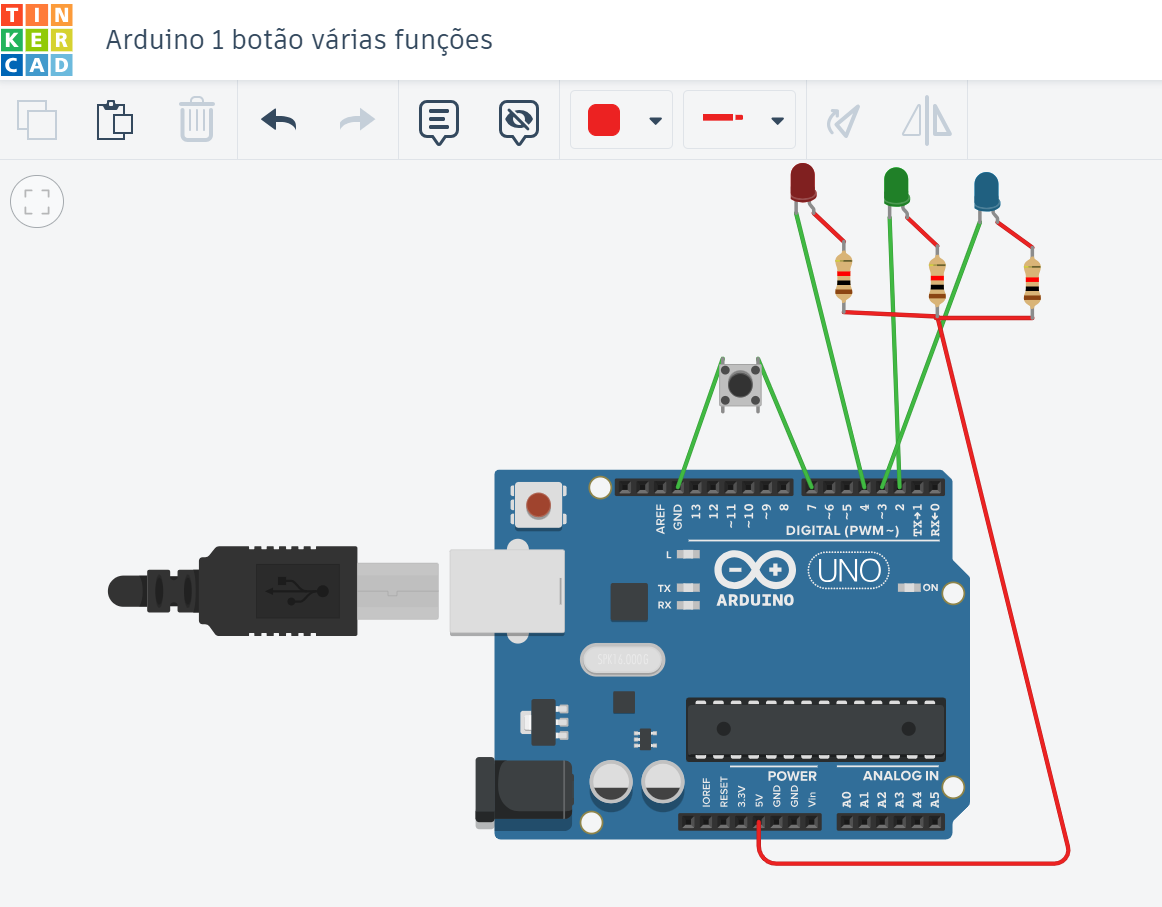 TIN
KER
CAD
Arduino 1 botão várias funções
AREF
GND
13
12
~11
~10
~9
8
7
~6
~5
4
~3
2
TX→1
RX←0
DIGITAL (PWM~)
L
TX
RX
UNO
ON
ARDUINO
SPK16.000G
POWER
ANALOG IN
IOREF
RESET
3.3V
5V
GND
GND
Vin
A0
A1
A2
A3
A4
A5